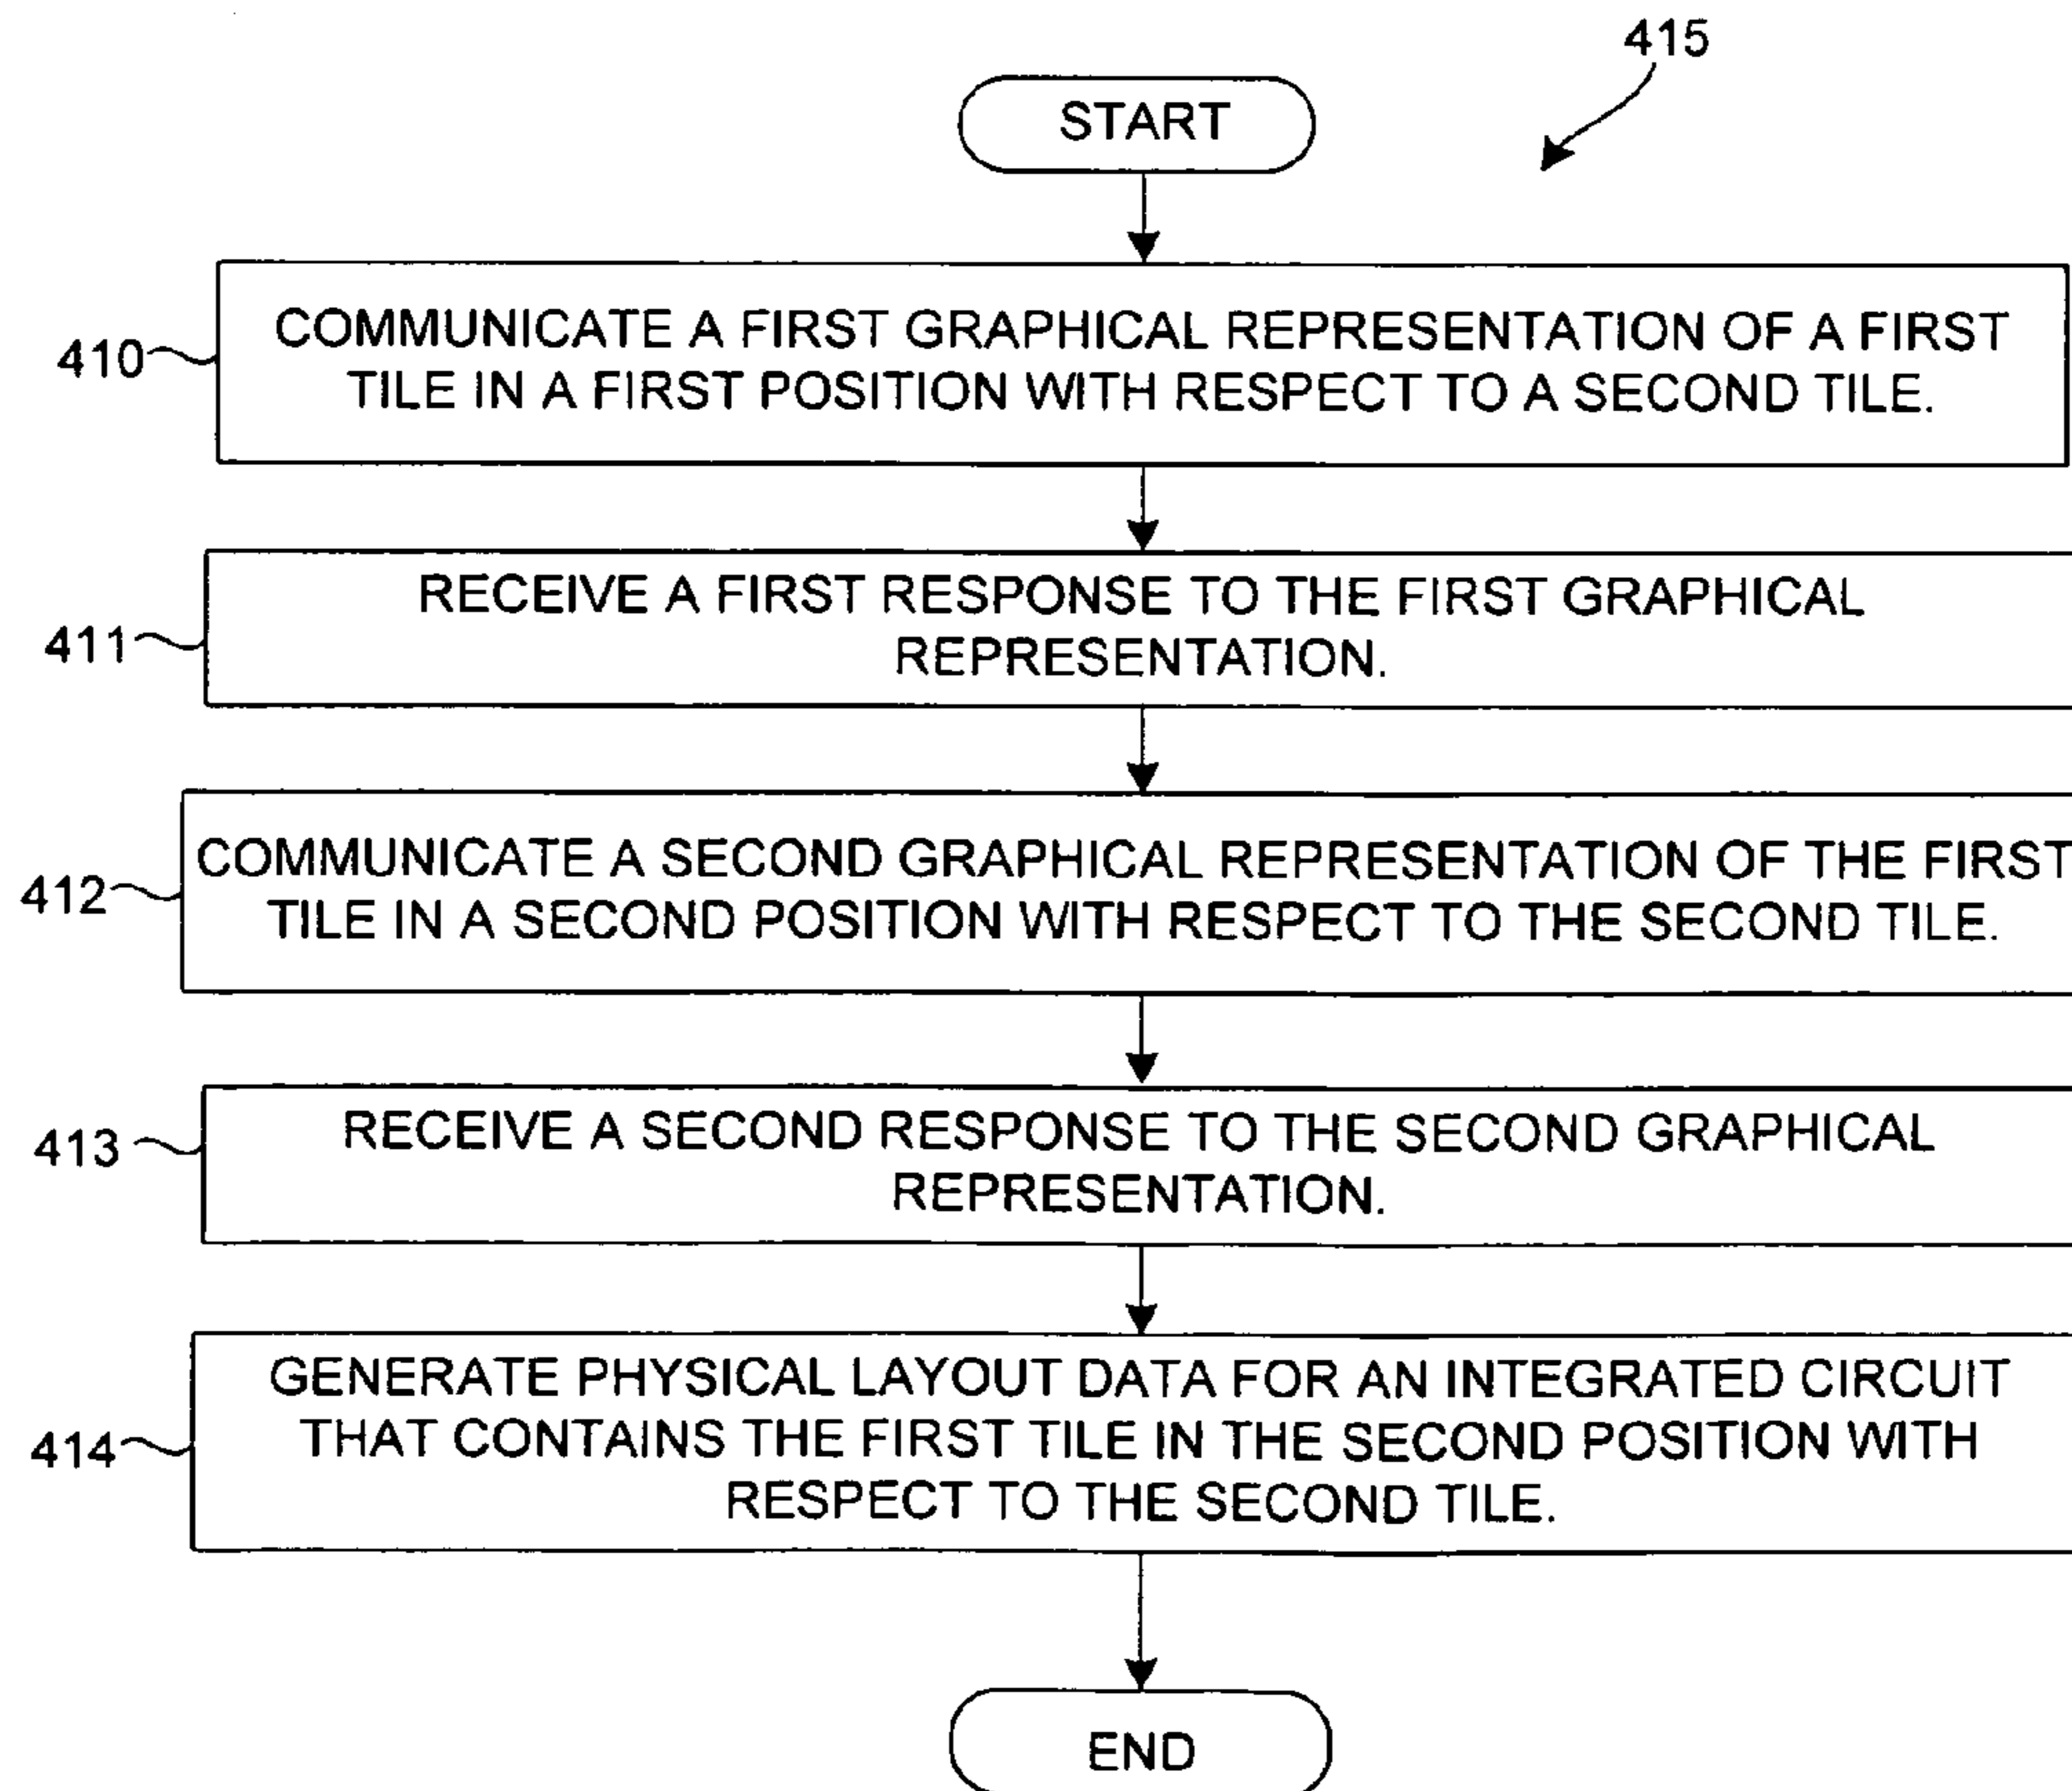 415
START
410
COMMUNICATE A FIRST GRAPHICAL REPRESENTATION OF A FIRST
TILE IN A FIRST POSITION WITH RESPECT TO A SECOND TILE.
411
RECEIVE A FIRST RESPONSE TO THE FIRST GRAPHICAL
REPRESENTATION.
412
COMMUNICATE A SECOND GRAPHICAL REPRESENTATION OF THE FIRST
TILE IN A SECOND POSITION WITH RESPECT TO THE SECOND TILE.
413
RECEIVE A SECOND RESPONSE TO THE SECOND GRAPHICAL
REPRESENTATION.
414
GENERATE PHYSICAL LAYOUT DATA FOR AN INTEGRATED CIRCUIT
THAT CONTAINS THE FIRST TILE IN THE SECOND POSITION WITH
RESPECT TO THE SECOND TILE.
END